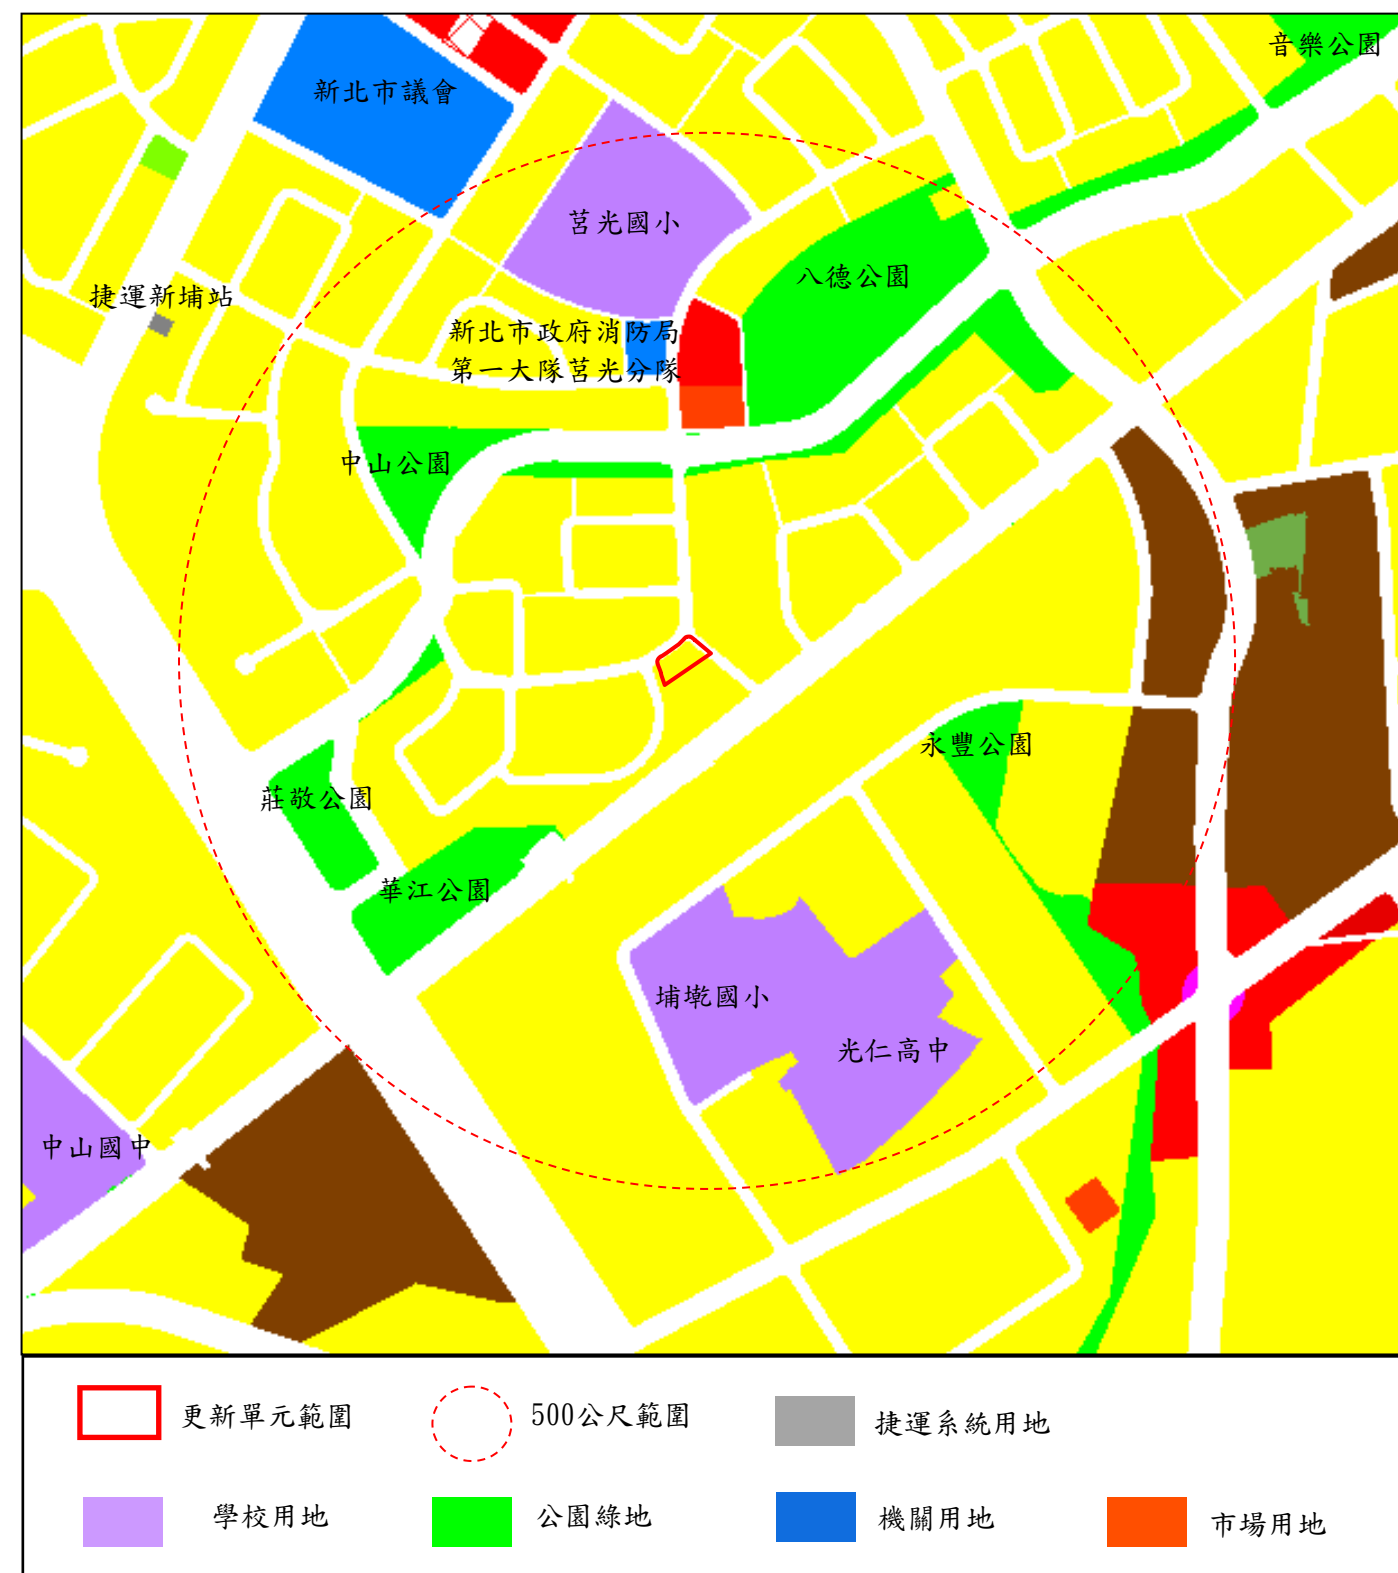 音樂公園
新北市議會
莒光國小
八德公園
捷運新埔站
新北市政府消防局
第一大隊莒光分隊
中山公園
永豐公園
莊敬公園
華江公園
埔墘國小
光仁高中
中山國中
更新單元範圍
500公尺範圍
捷運系統用地
學校用地
公園綠地
機關用地
市場用地